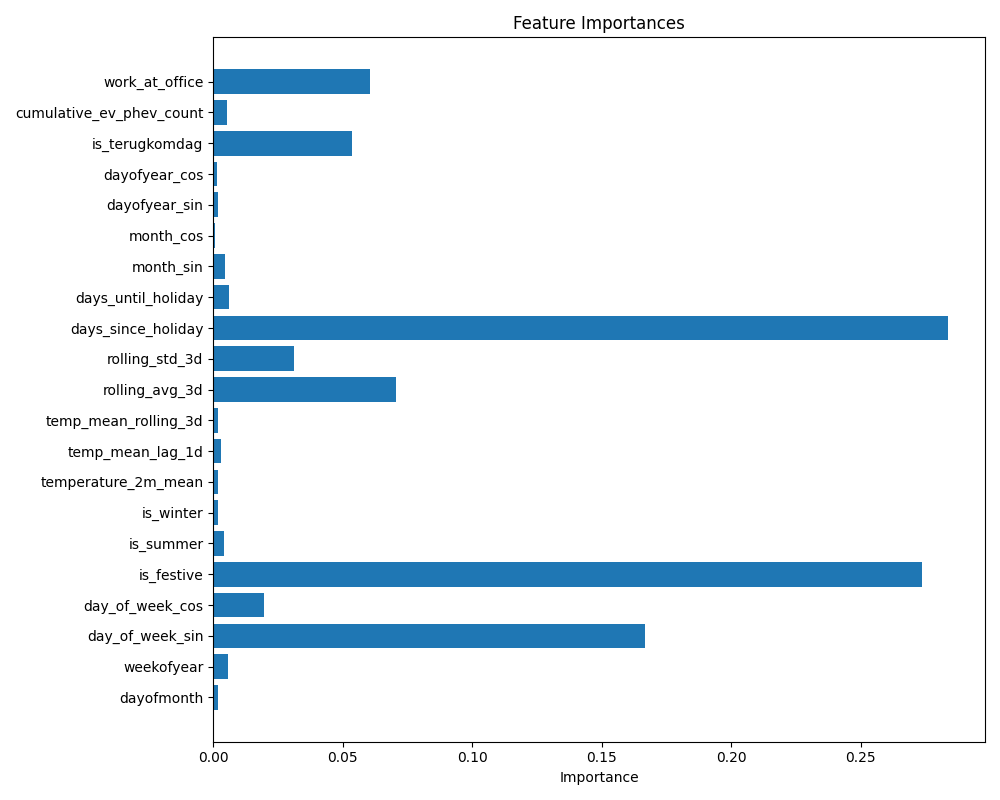 Feature Importances
work_at_office
cumulative_ev_phev_count
is_terugkomdag
dayofyear_cos
dayofyear_sin
month_cos
month_sin
days_until_holiday
days_since_holiday
rolling_std_3d
rolling_avg_3d
temp_mean_rolling_3d
temp_mean_lag_1d
temperature_2m_mean
is_winter
is_summer
is_festive
day_of_week_cos
day_of_week_sin
weekofyear
dayofmonth
0.00 0.05 0.10 0.15 0.20 0.25
Importance